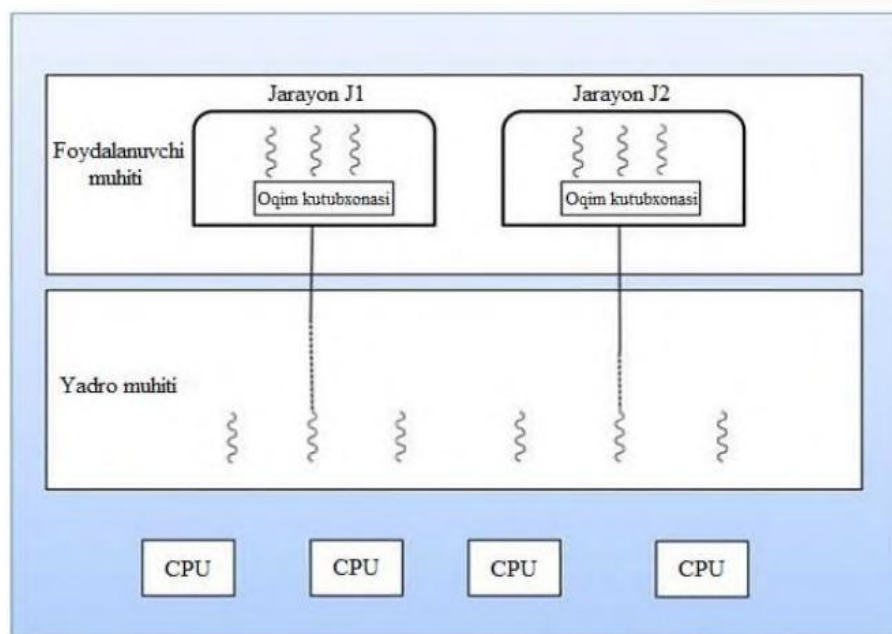 Jarayon J1
Jarayon J2
Foydalanuvchi
muhiti
Oqim kutubxonasi
Oqim kutubxonasi
Yadro muhiti
CPU
CPU
CPU
CPU